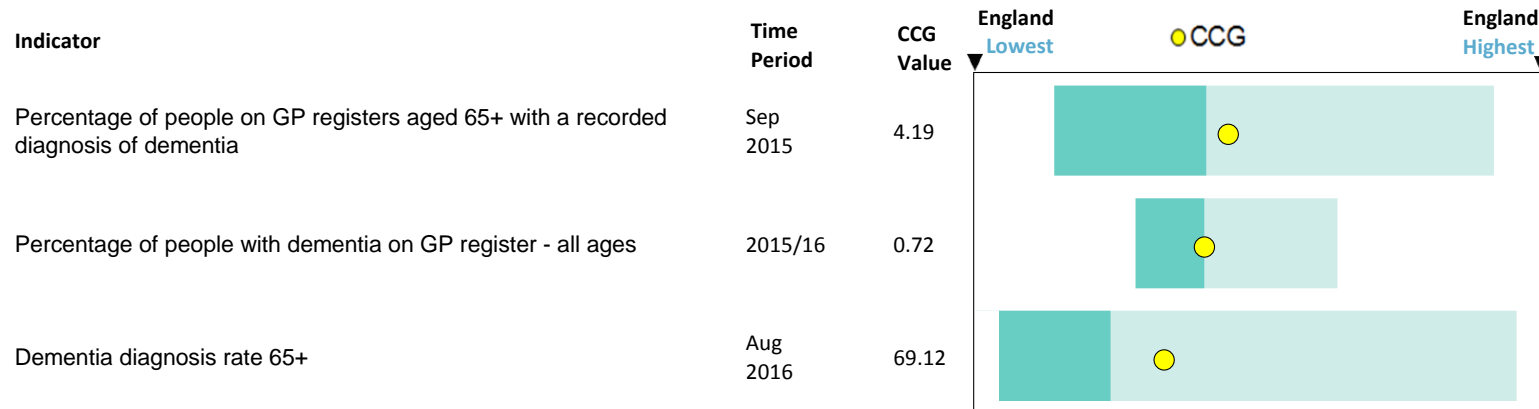 Indicator
Time
Period
CCG
Value
England
Lowest
CCG
England
Highest
Percentage of people on GP registers aged 65+ with a recorded
diagnosis of dementia
Sep
2015
4.19
Percentage of people with dementia on GP register - all ages
2015/16
0.72
Dementia diagnosis rate 65+
Aug
2016
69.12